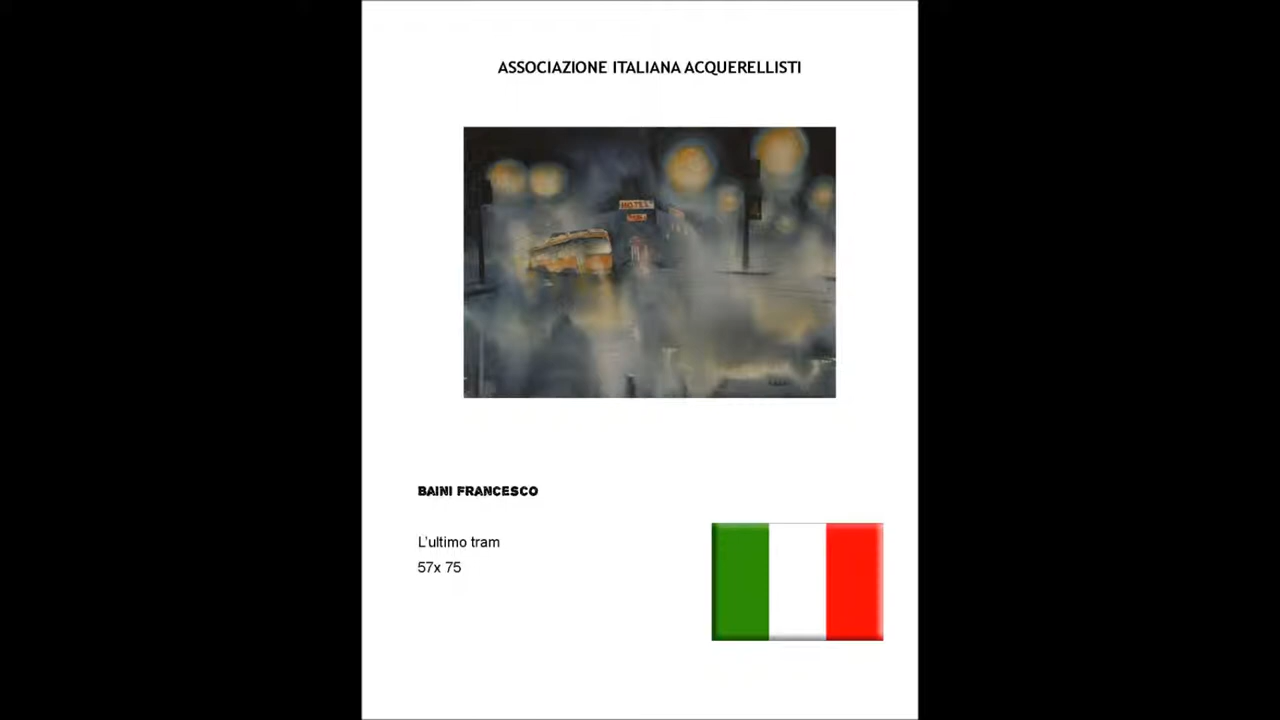 ASSOCIAZIONE ITALIANA ACQUERELLISTI
HOTEL
BAINI FRANCESCO
L'ultimo tram
57x 75